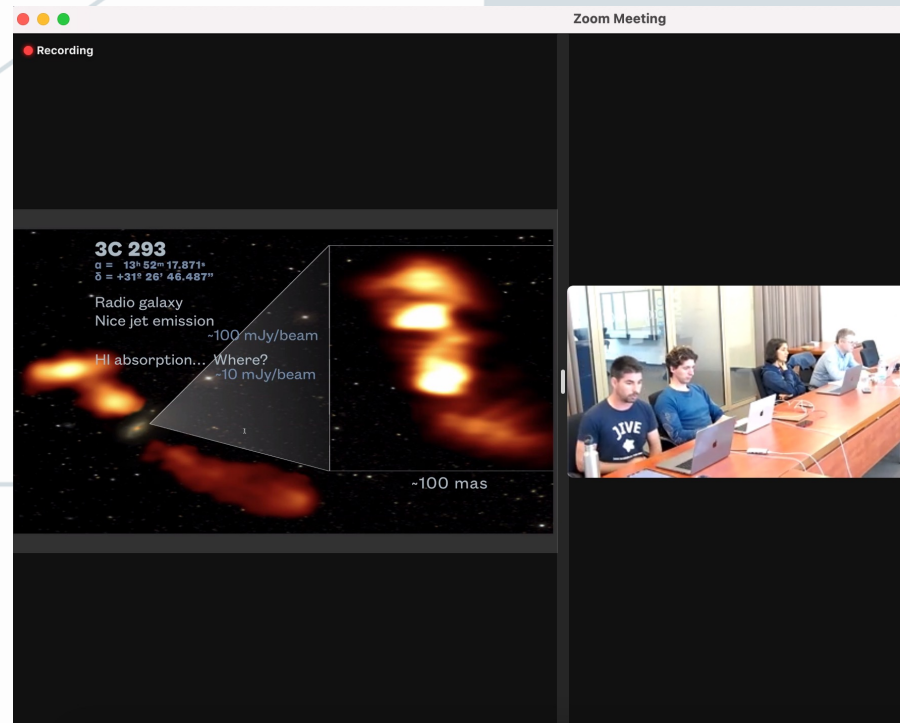 Zoom Meeting
Recording
3C 293
α = 13ʰ 52ᵐ 17.871ˢ
δ = +31º 26’ 46.487”
Radio galaxy
Nice jet emission
~100 mJy/beam
HI absorption... Where?
~10 mJy/beam
1
~100 mas
JIVE